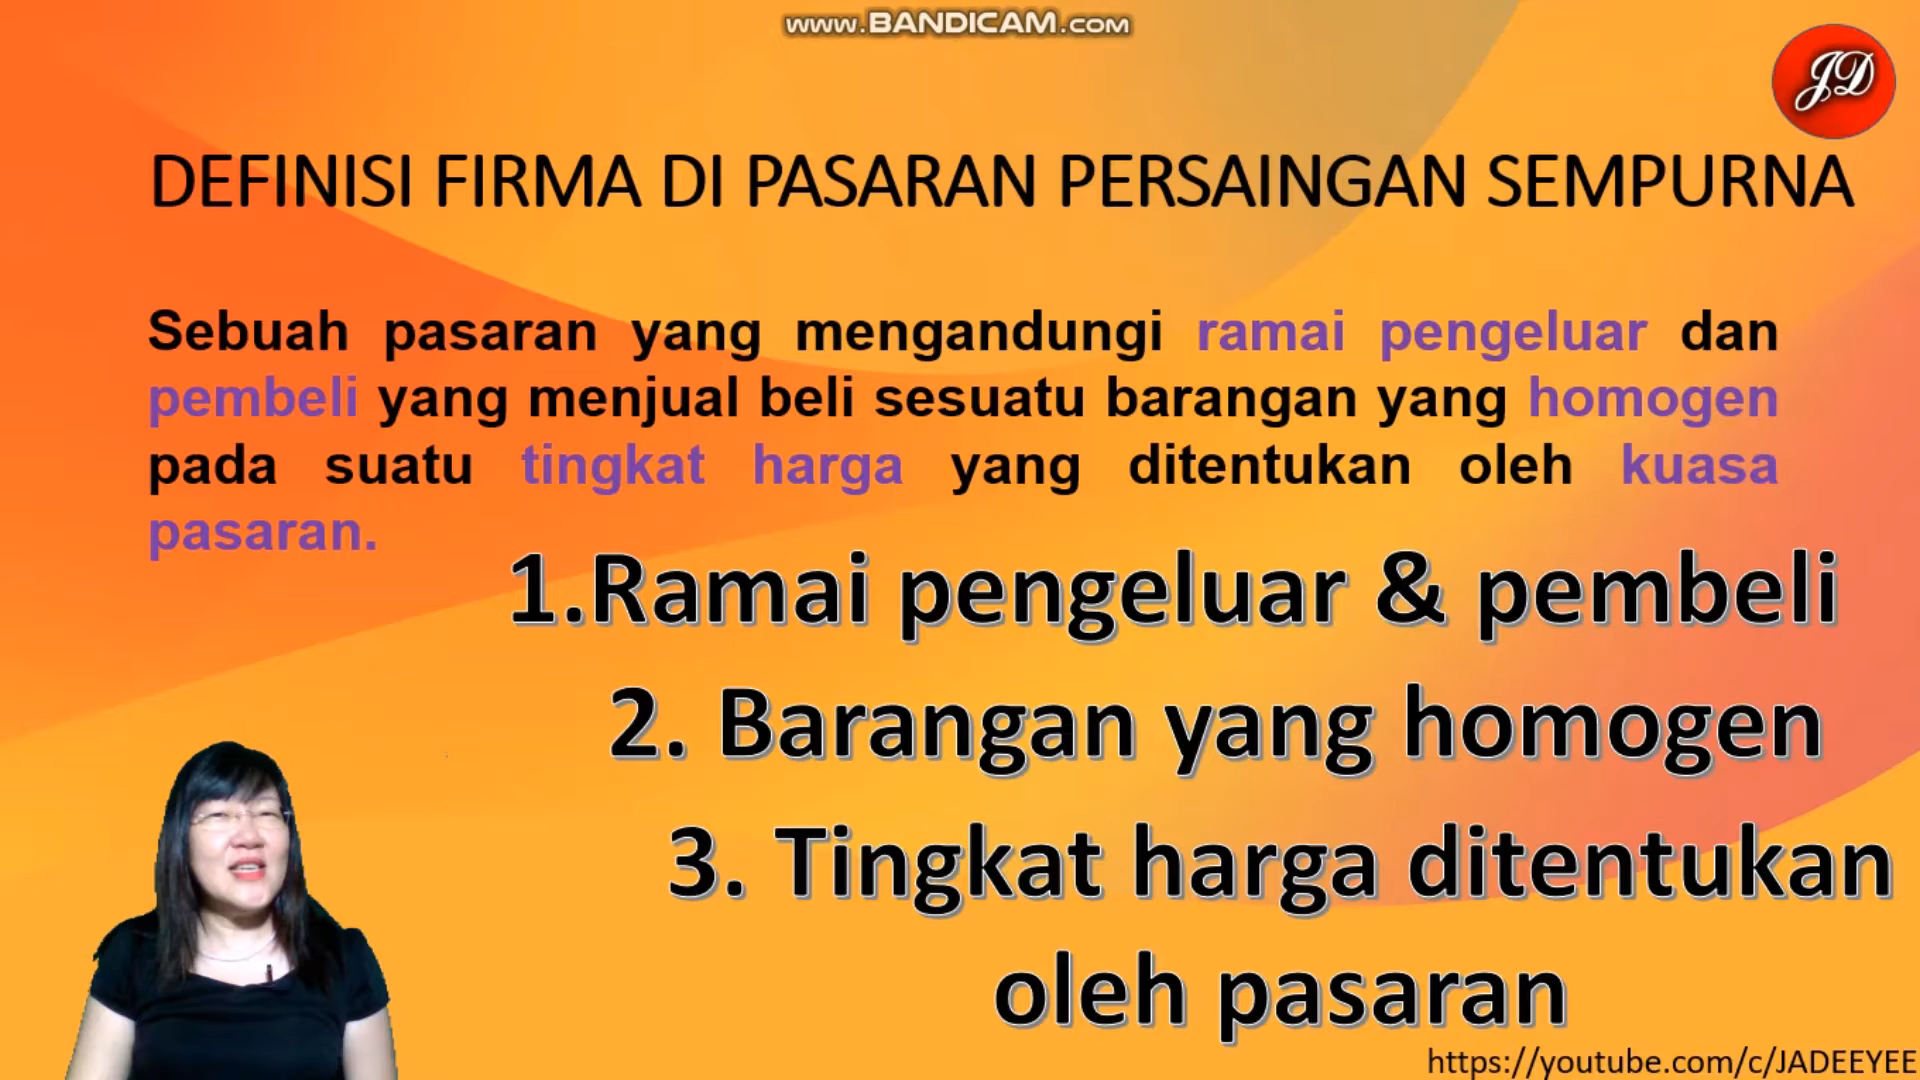 www.BANDICAM.com
JD
DEFINISI FIRMA DI PASARAN PERSAINGAN SEMPURNA
Sebuah pasaran yang mengandungi ramai pengeluar dan
pembeli yang menjual beli sesuatu barangan yang homogen
pada suatu tingkat harga yang ditentukan oleh kuasa
pasaran.
1.Ramai pengeluar & pembeli
2. Barangan yang homogen
3. Tingkat harga ditentukan
oleh pasaran
https://youtube.com/c/JADEEYEE